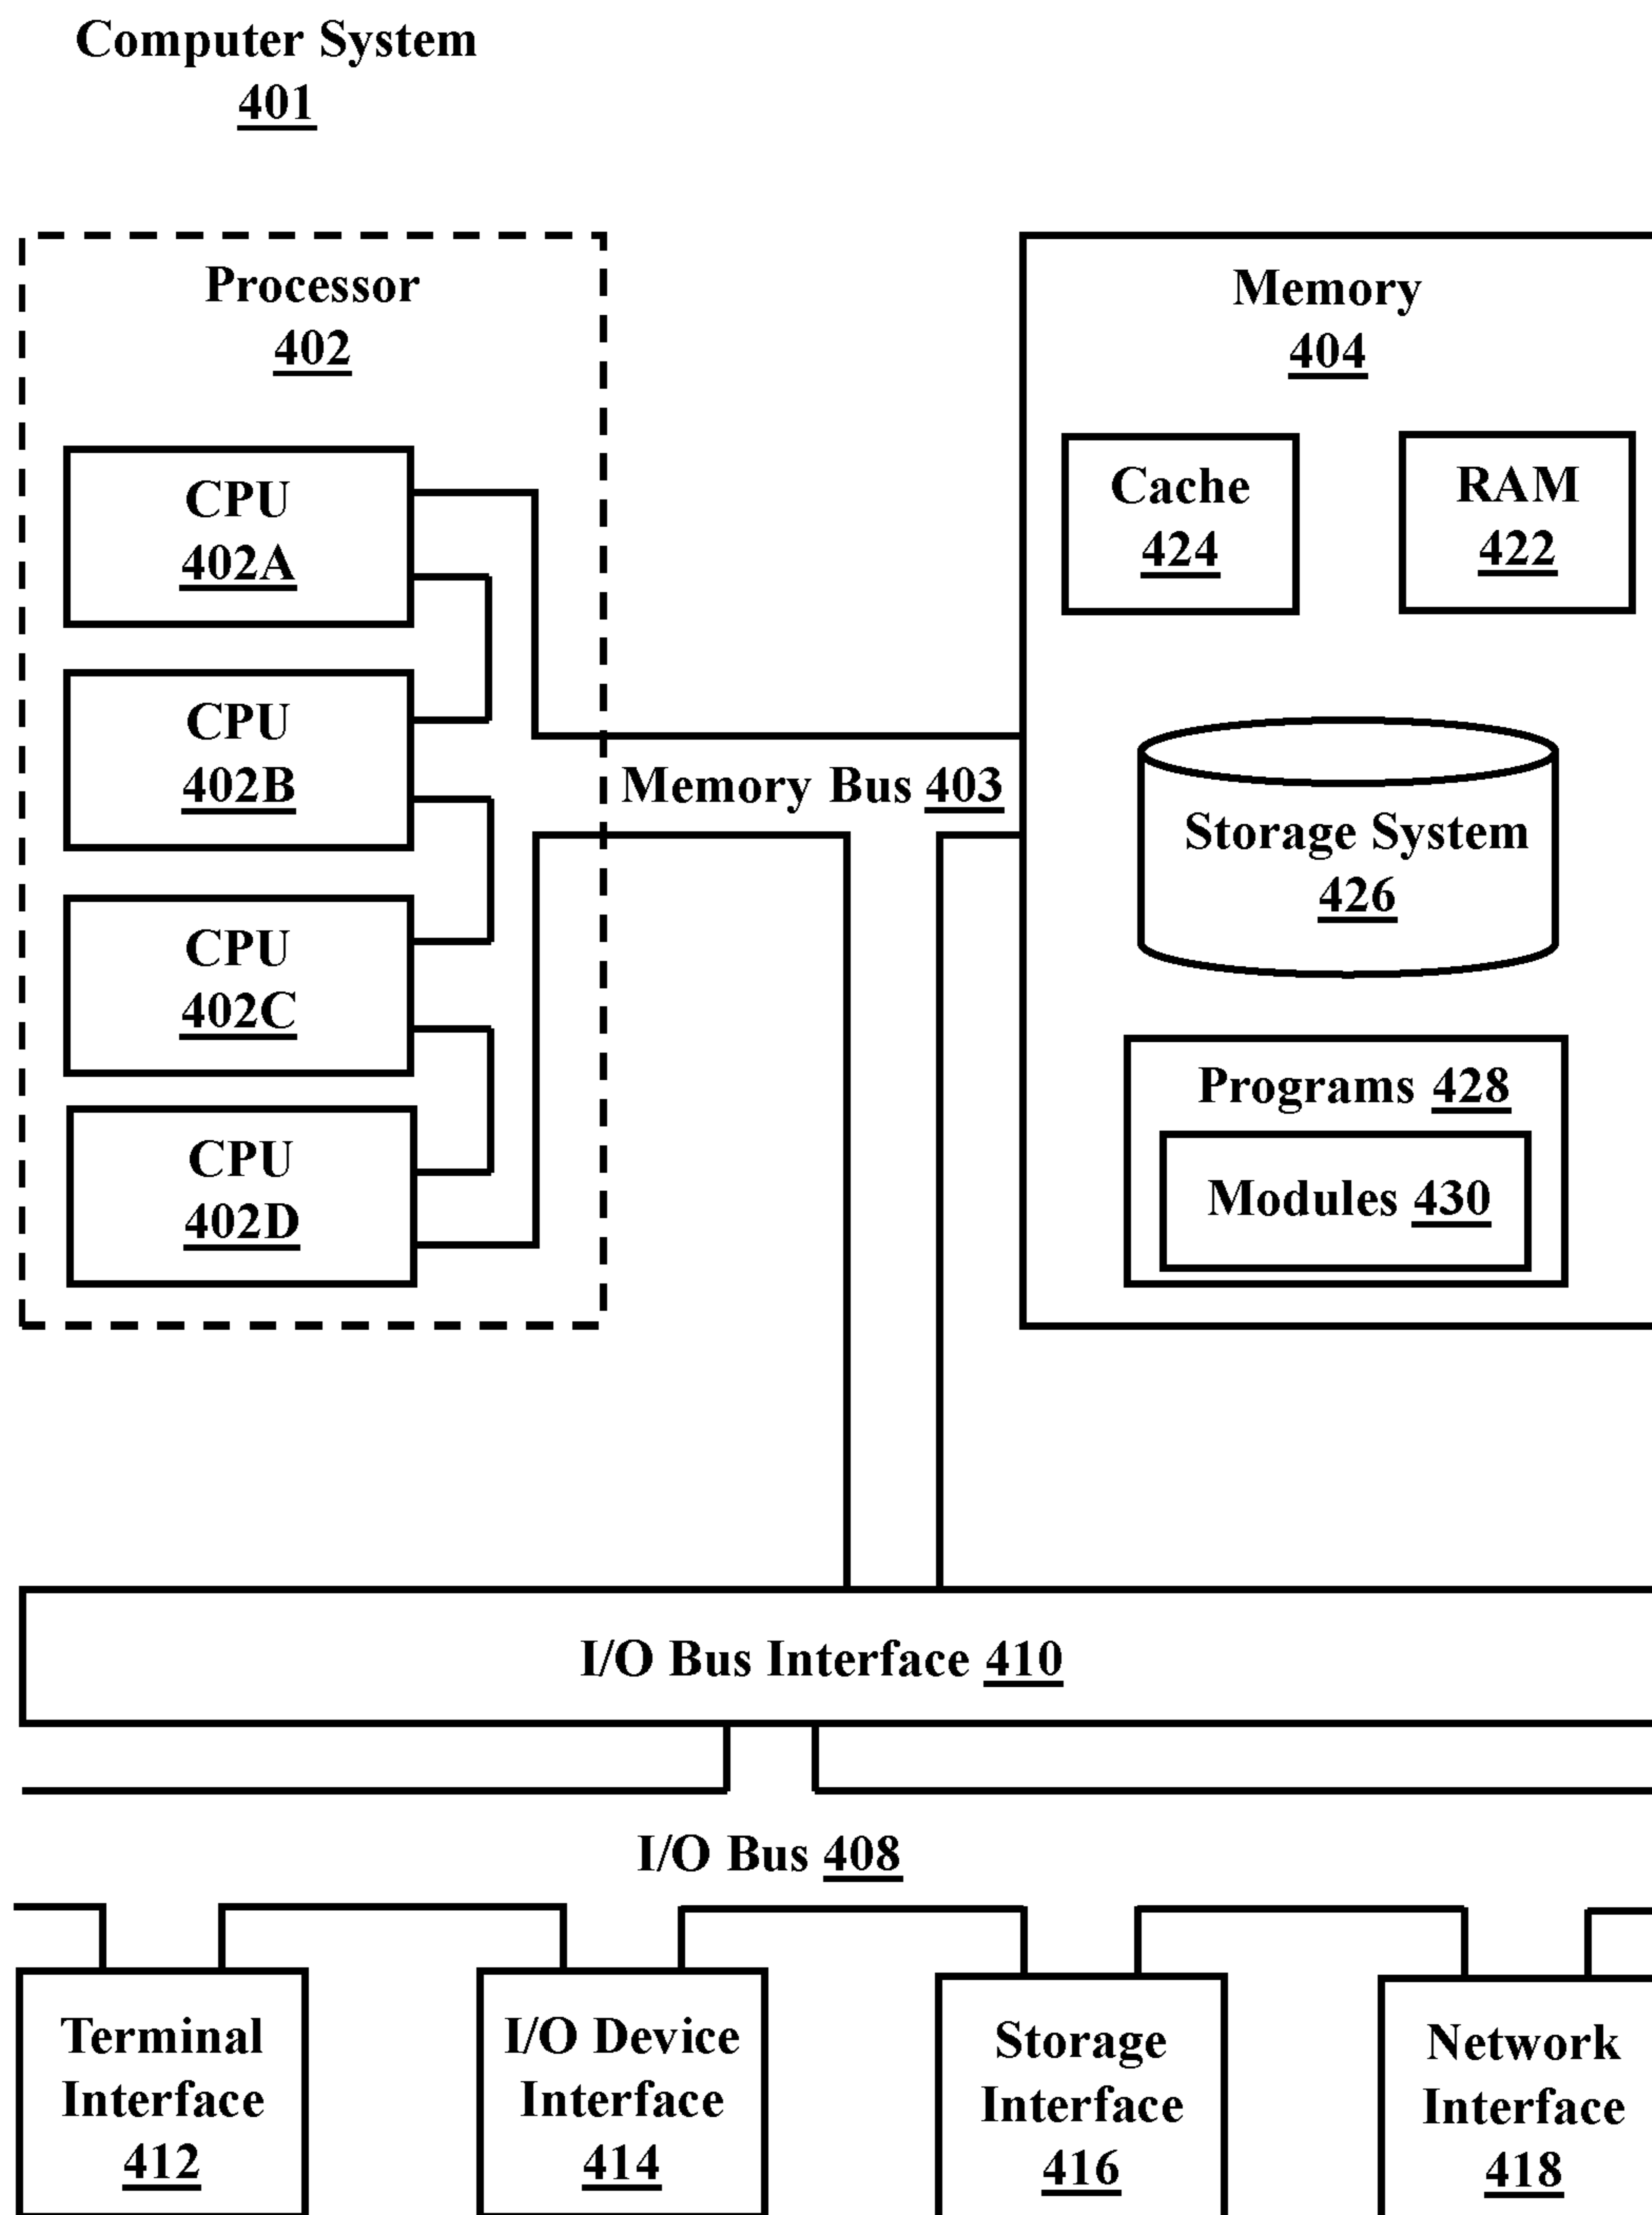 Computer System
401
Processor
402
CPU
402A
CPU
402B
CPU
402C
CPU
402D
Memory Bus 403
Memory
404
Cache
424
RAM
422
Storage System
426
Programs 428
Modules 430
I/O Bus Interface 410
I/O Bus 408
Terminal
Interface
412
I/O Device
Interface
414
Storage
Interface
416
Network
Interface
418